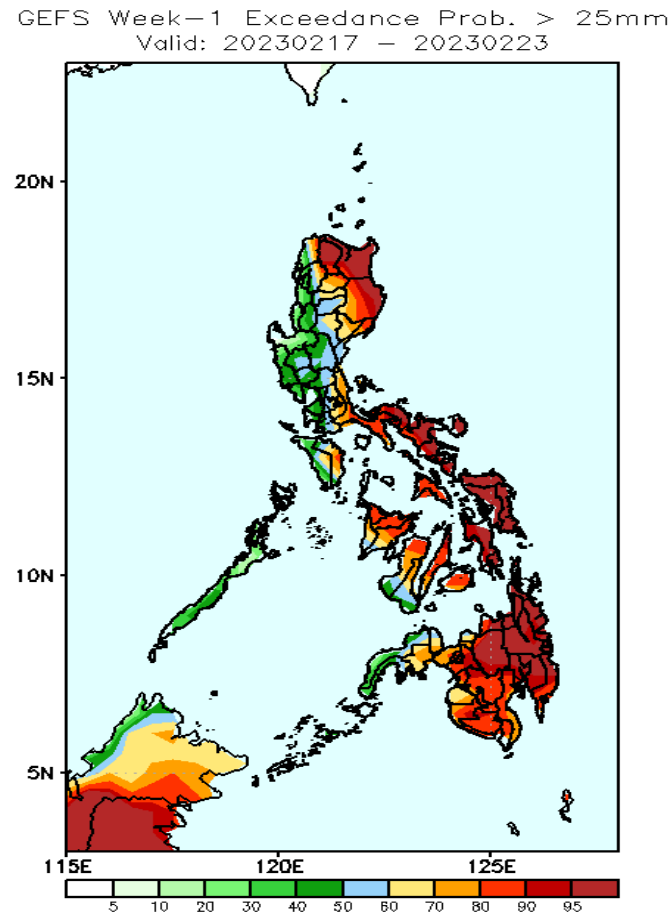 GEFS Week-1 Exceedance Prob. > 25mm
Valid: 20230217 - 20230223
20N
15N
10N
5N
115E 120E 125E
5 10 20 30 40 50 60 70 80 90 95